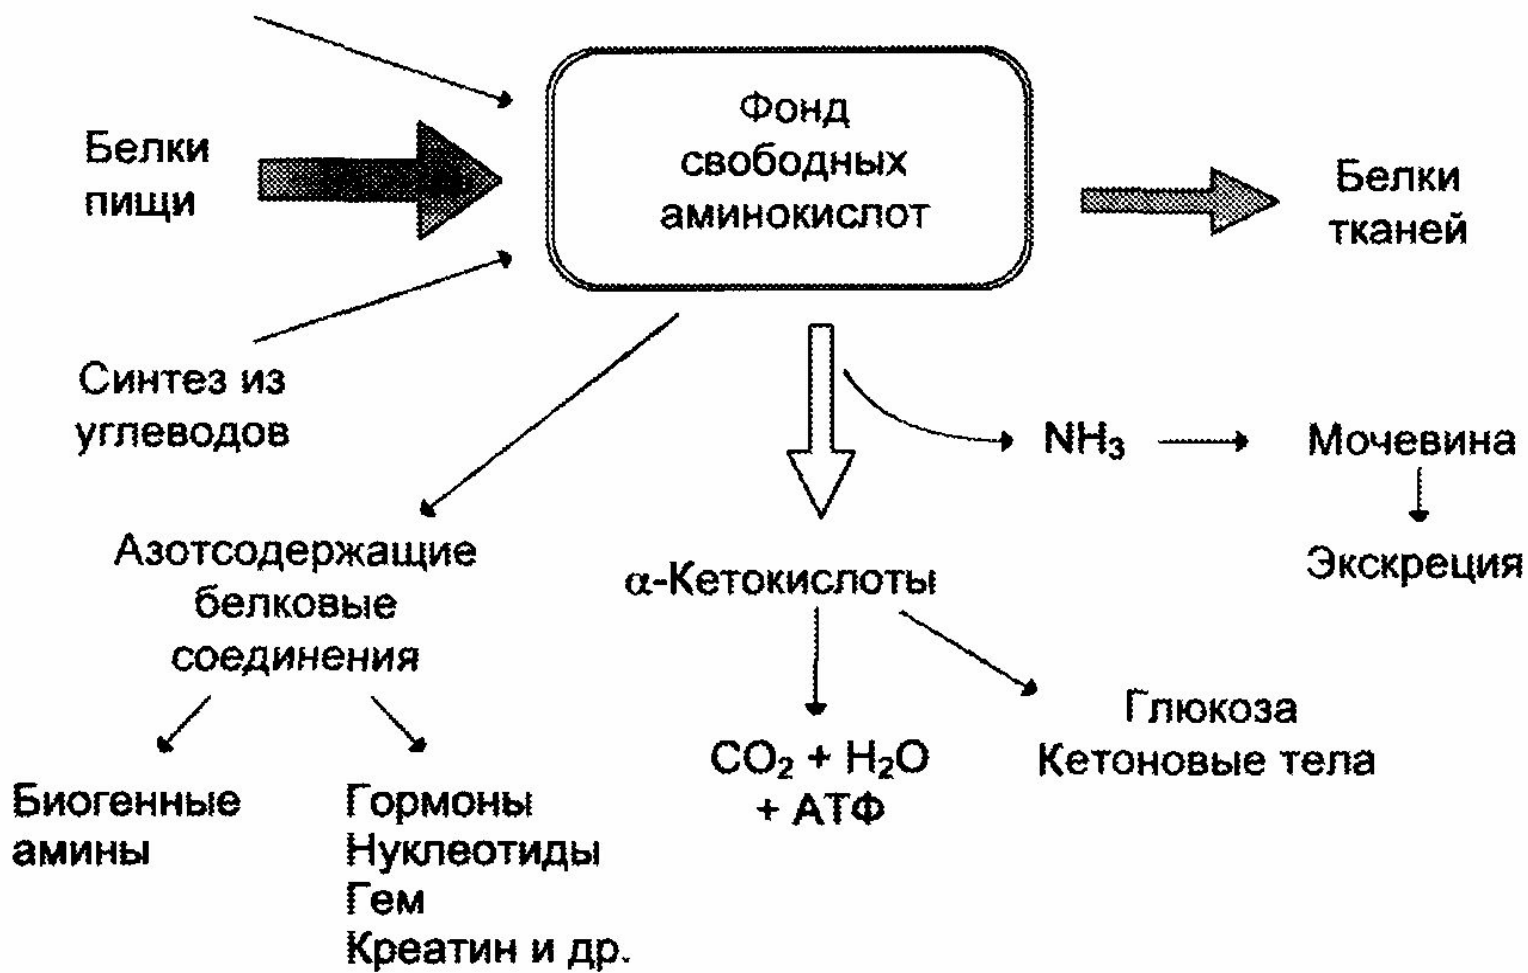 Фонд
свободных
аминокислот
Белки
пищи
Белки
тканей
Синтез из
углеводов
NH₃
Мочевина
Экскреция
Азотсодержащие
белковые
соединения
α-Кетокислоты
Глюкоза
Кетоновые тела
CO₂ + H₂O
+ АТФ
Биогенные
амины
Гормоны
Нуклеотиды
Гем
Креатин и др.